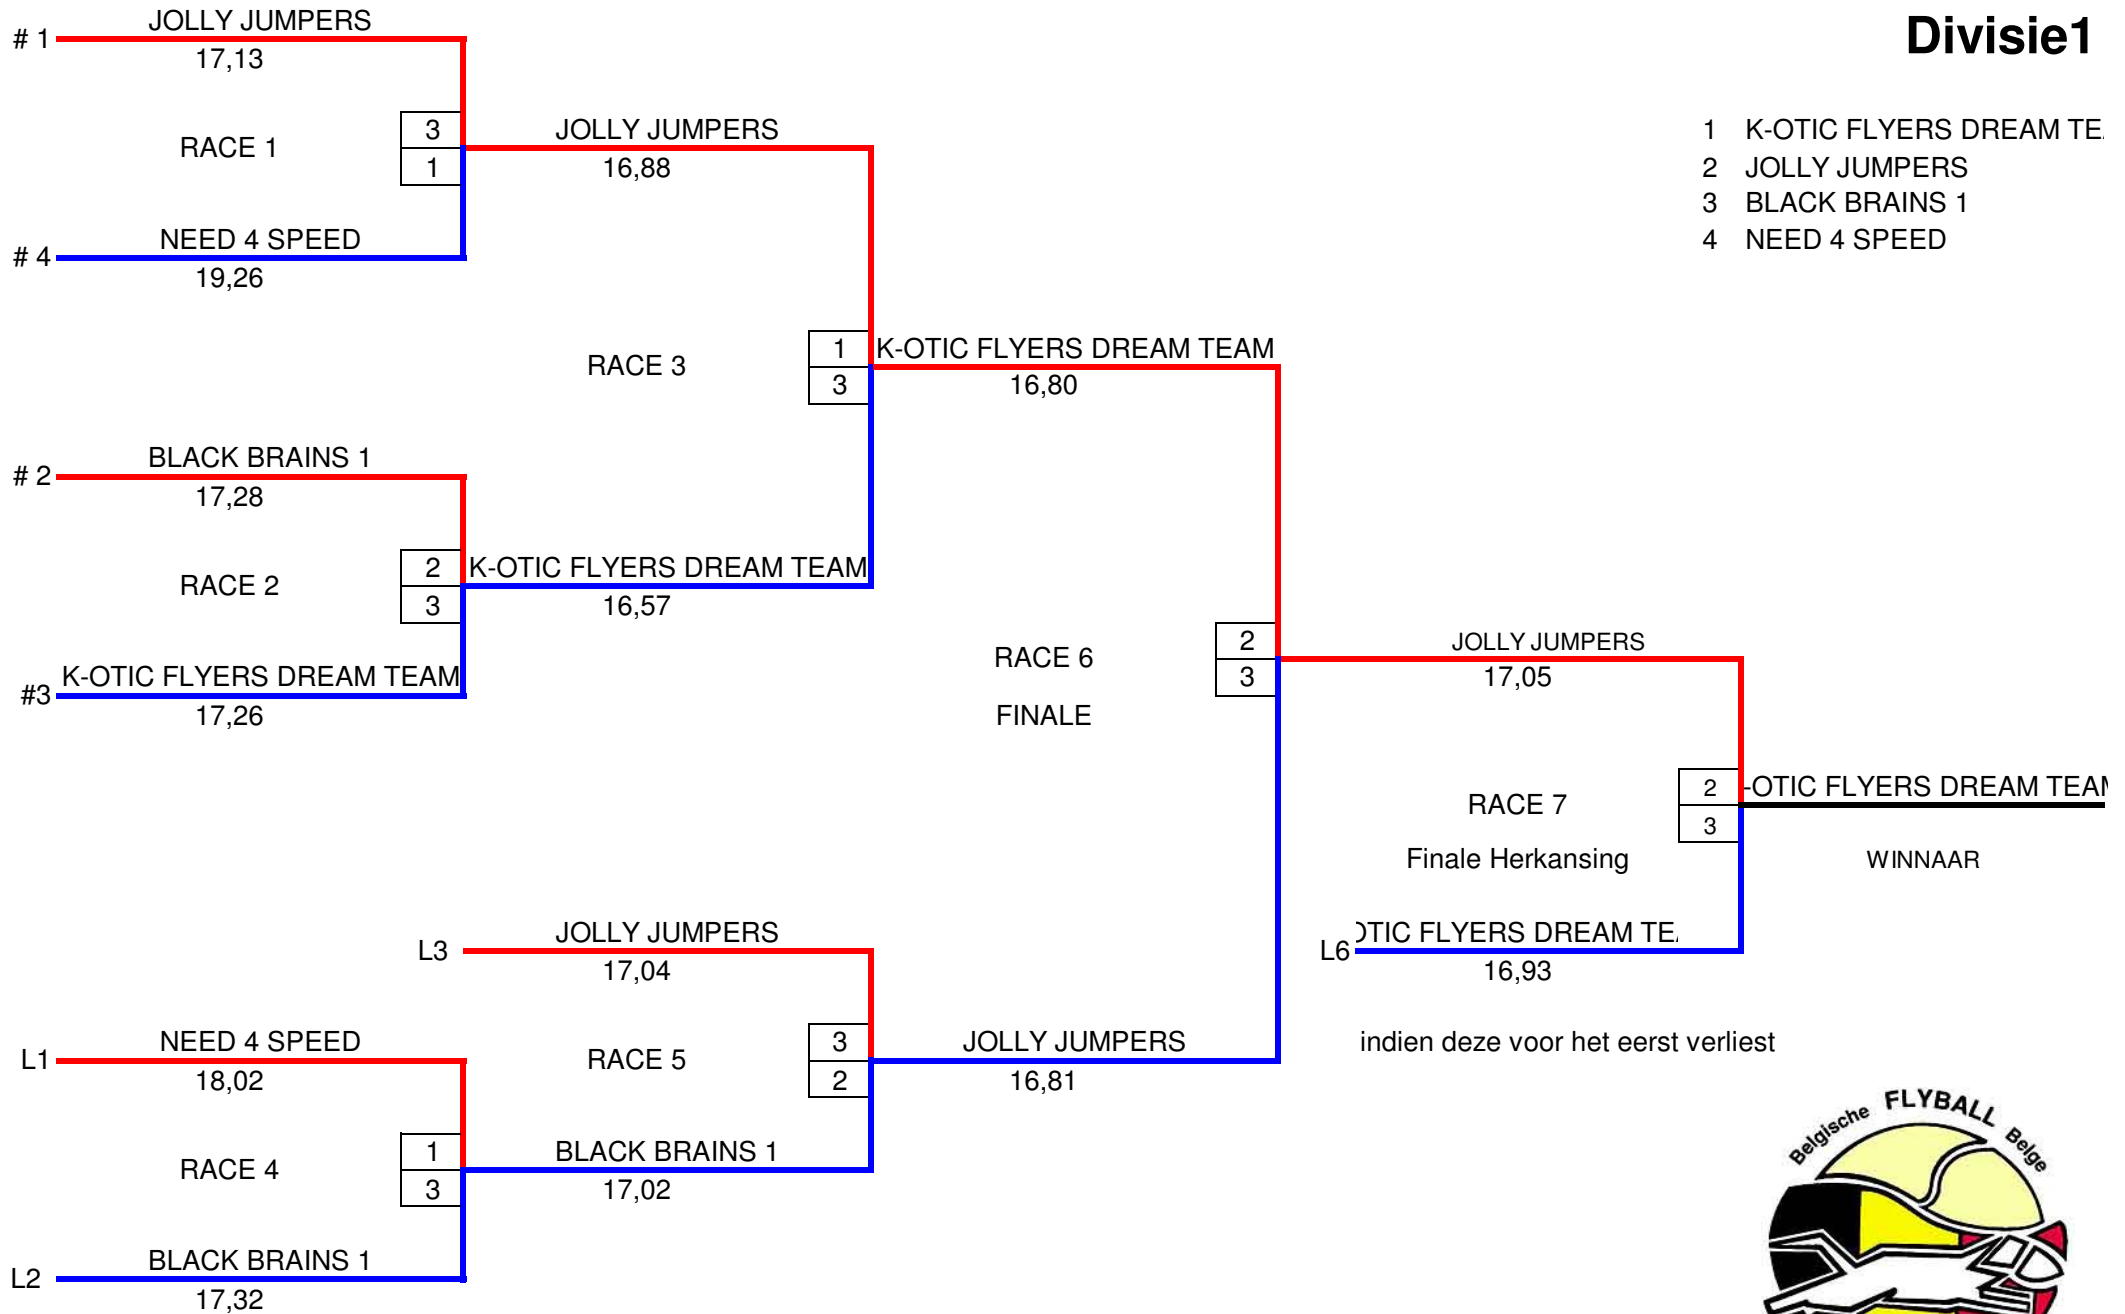 Divisie1
JOLLY JUMPERS
# 1
17,13
RACE 1
3
1
NEED 4 SPEED
# 4
19,26
JOLLY JUMPERS
16,88
1 K-OTIC FLYERS DREAM TE
2 JOLLY JUMPERS
3 BLACK BRAINS 1
4 NEED 4 SPEED
RACE 3
1
3
K-OTIC FLYERS DREAM TEAM
16,80
BLACK BRAINS 1
# 2
17,28
RACE 2
2
3
K-OTIC FLYERS DREAM TEAM
16,57
K-OTIC FLYERS DREAM TEAM
#3
17,26
RACE 6
2
3
FINALE
JOLLY JUMPERS
17,05
RACE 7
2
3
Finale Herkansing
-OTIC FLYERS DREAM TEAM
WINNAAR
L6
OTIC FLYERS DREAM TE
16,93
indien deze voor het eerst verliest
L3
JOLLY JUMPERS
17,04
RACE 5
3
2
JOLLY JUMPERS
16,81
NEED 4 SPEED
L1
18,02
RACE 4
1
3
BLACK BRAINS 1
17,02
BLACK BRAINS 1
L2
17,32
Belgische FLYBALL Belge